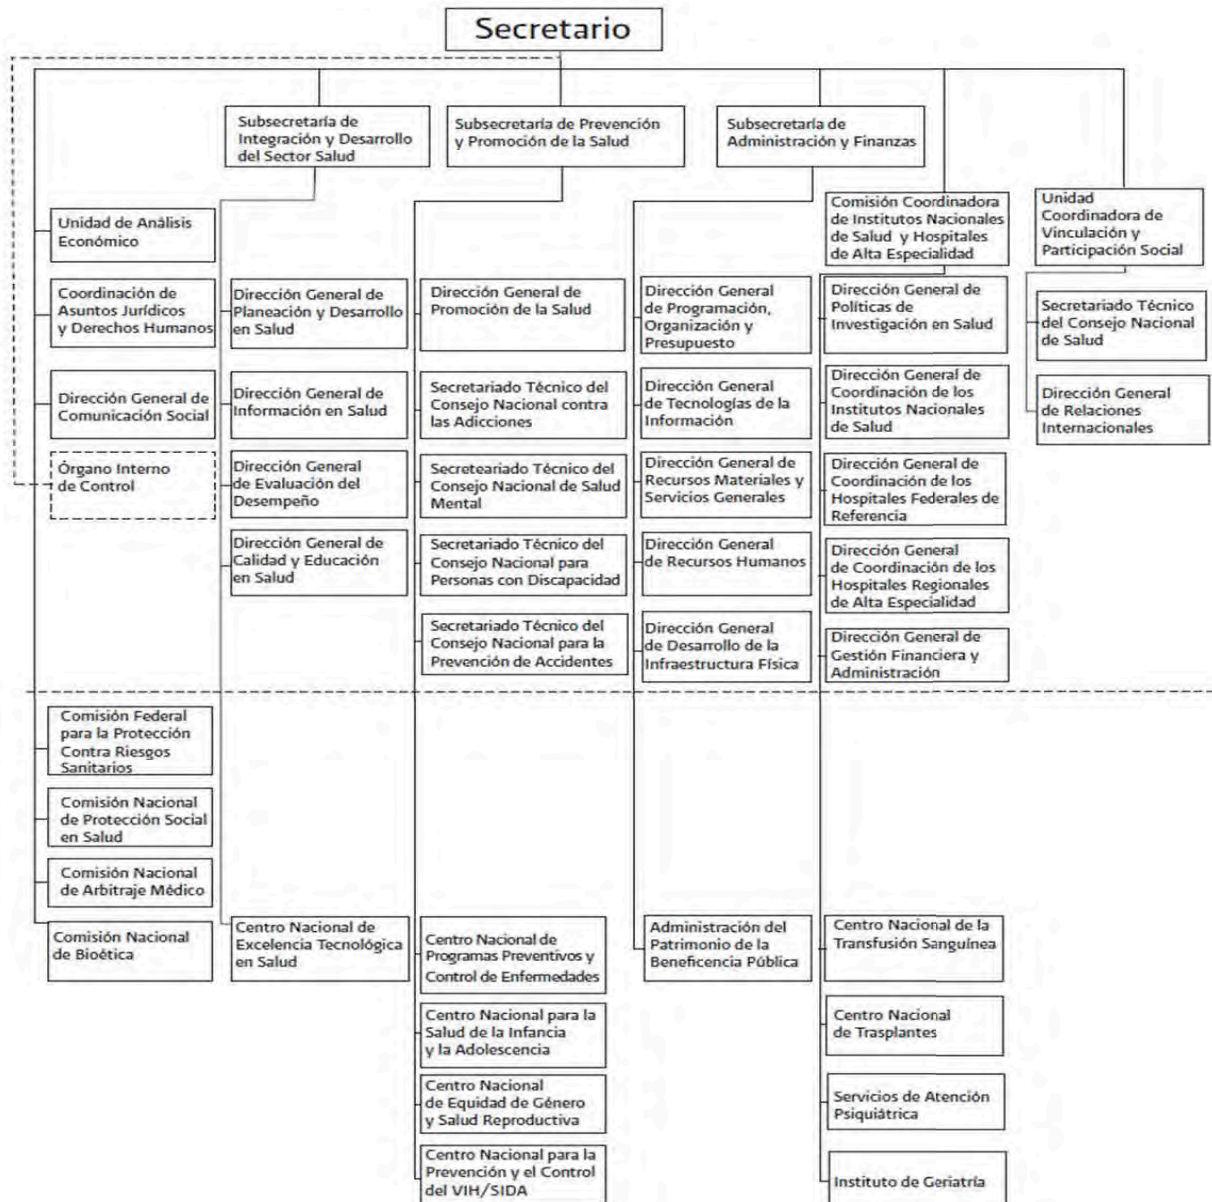 Secretario
Subsecretaría de
Integración y Desarrollo
del Sector Salud
Subsecretaría de Prevención
y Promoción de la Salud
Subsecretaría de
Administración y Finanzas
Unidad de Análisis
Económico
Comisión Coordinadora
de Institutos Nacionales
de Salud y Hospitales
de Alta Especialidad
Unidad
Coordinadora de
Vinculación y
Participación Social
Coordinación de
Asuntos Jurídicos
y Derechos Humanos
Dirección General de
Planeación y Desarrollo
en Salud
Dirección General de
Promoción de la Salud
Dirección General
de Programación,
Organización y
Presupuesto
Dirección General de
Políticas de
Investigación en Salud
Secretariado Técnico
del Consejo Nacional
de Salud
Dirección General de
Comunicación Social
Dirección General de
Información en Salud
Secretariado Técnico del
Consejo Nacional contra
las Adicciones
Dirección General
de Tecnologías de la
Información
Dirección General de
Coordinación de los
Institutos Nacionales
de Salud
Dirección General
de Relaciones
Internacionales
Órgano Interno
de Control
Dirección General
de Evaluación del
Desempeño
Secreteariado Técnico del
Consejo Nacional de Salud
Mental
Dirección General de
Recursos Materiales y
Servicios Generales
Dirección General de
Coordinación de los
Hospitales Federales de
Referencia
Dirección General de
Calidad y Educación
en Salud
Secretariado Técnico del
Consejo Nacional para
Personas con Discapacidad
Dirección General
de Recursos Humanos
Dirección General
de Coordinación de los
Hospitales Regionales
de Alta Especialidad
Secretariado Técnico del
Consejo Nacional para la
Prevención de Accidentes
Dirección General
de Desarrollo de la
Infraestructura Física
Dirección General de
Gestión Financiera y
Administración
Comisión Federal
para la Protección
Contra Riesgos
Sanitarios
Comisión Nacional
de Protección Social
en Salud
Comisión Nacional
de Arbitraje Médico
Comisión Nacional
de Bioética
Centro Nacional de
Excelencia Tecnológica
en Salud
Centro Nacional de
Programas Preventivos y
Control de Enfermedades
Administración del
Patrimonio de la
Beneficencia Pública
Centro Nacional de la
Transfusión Sanguínea
Centro Nacional para la
Salud de la Infancia
y la Adolescencia
Centro Nacional
de Trasplantes
Centro Nacional
de Equidad de Género
y Salud Reproductiva
Servicios de Atención
Psiquiátrica
Centro Nacional para la
Prevención y el Control
del VIH/SIDA
Instituto de Geriatría